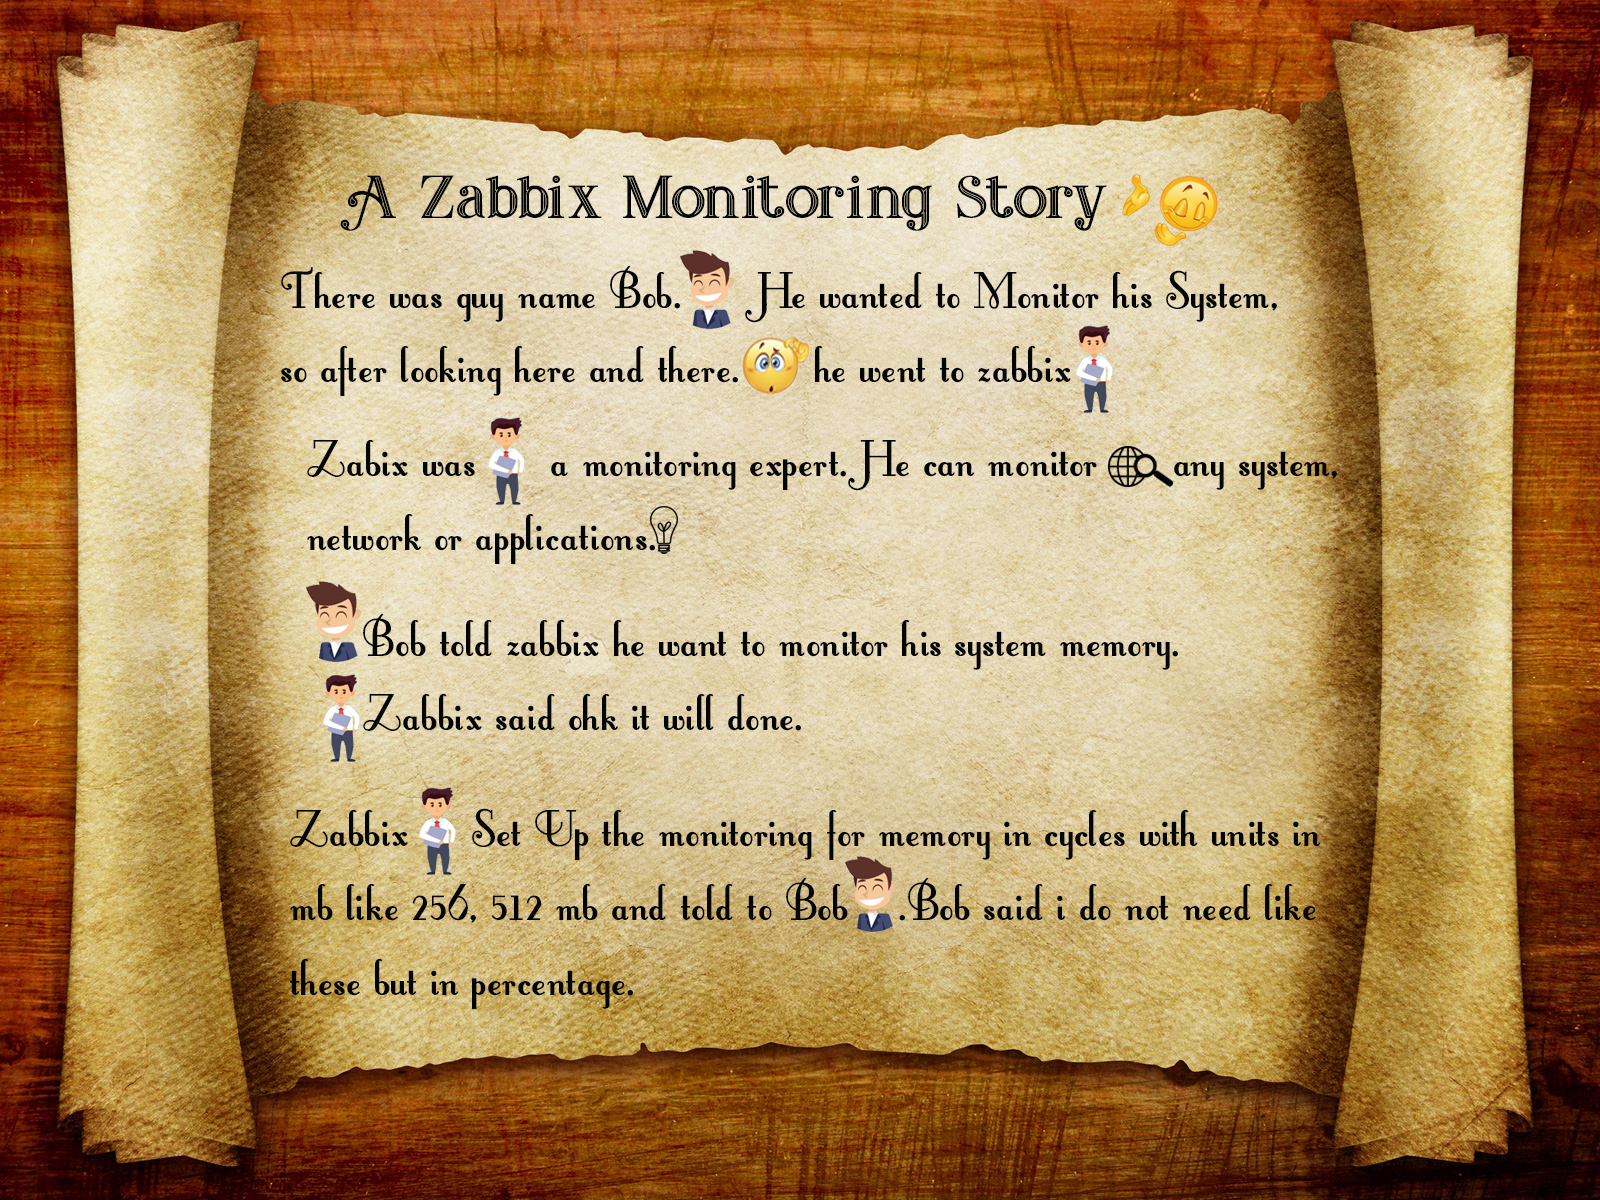 A Zabbix Monitoring Story
There was guy name Bob. He wanted to Monitor his System,
so after looking here and there. he went to zabbix
Zabix was a monitoring expert. He can monitor any system,
network or applications.
Bob told zabbix he want to monitor his system memory.
Zabbix said ohk it will done.
Zabbix Set Up the monitoring for memory in cycles with units in
mb like 256, 512 mb and told to Bob. Bob said i do not need like
these but in percentage.